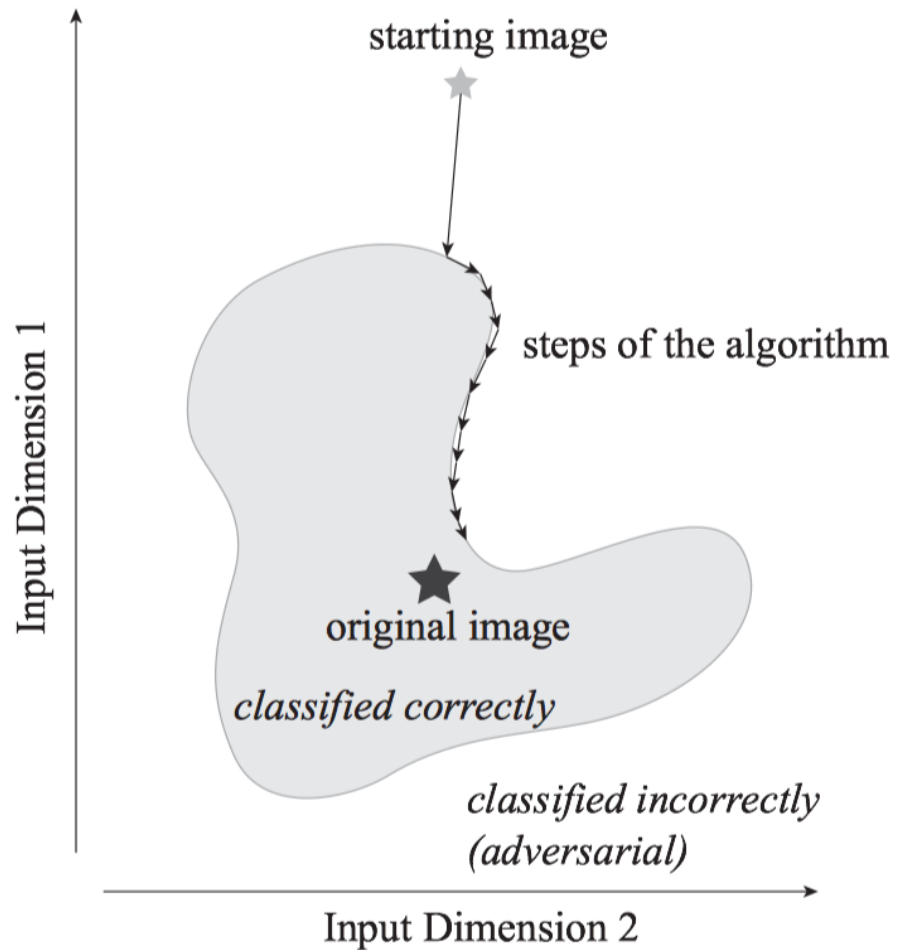 starting image
steps of the algorithm
Input Dimension 1
original image
classified correctly
classified incorrectly
(adversarial)
Input Dimension 2